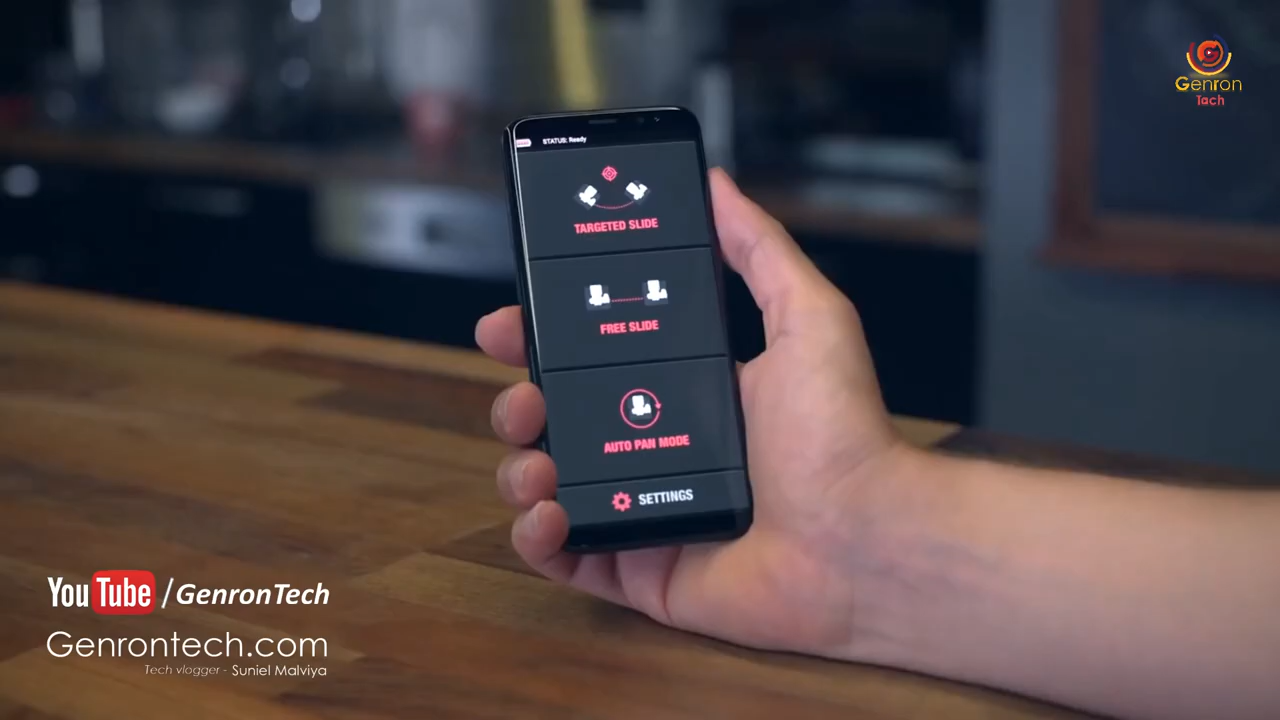 Genron
Tach
STATUS: Ready
TARGETED SLIDE
FREE SLIDE
AUTO PAN MODE
SETTINGS
YouTube /GenronTech
Genrontech.com
Tech vlogger - Suniel Malviya